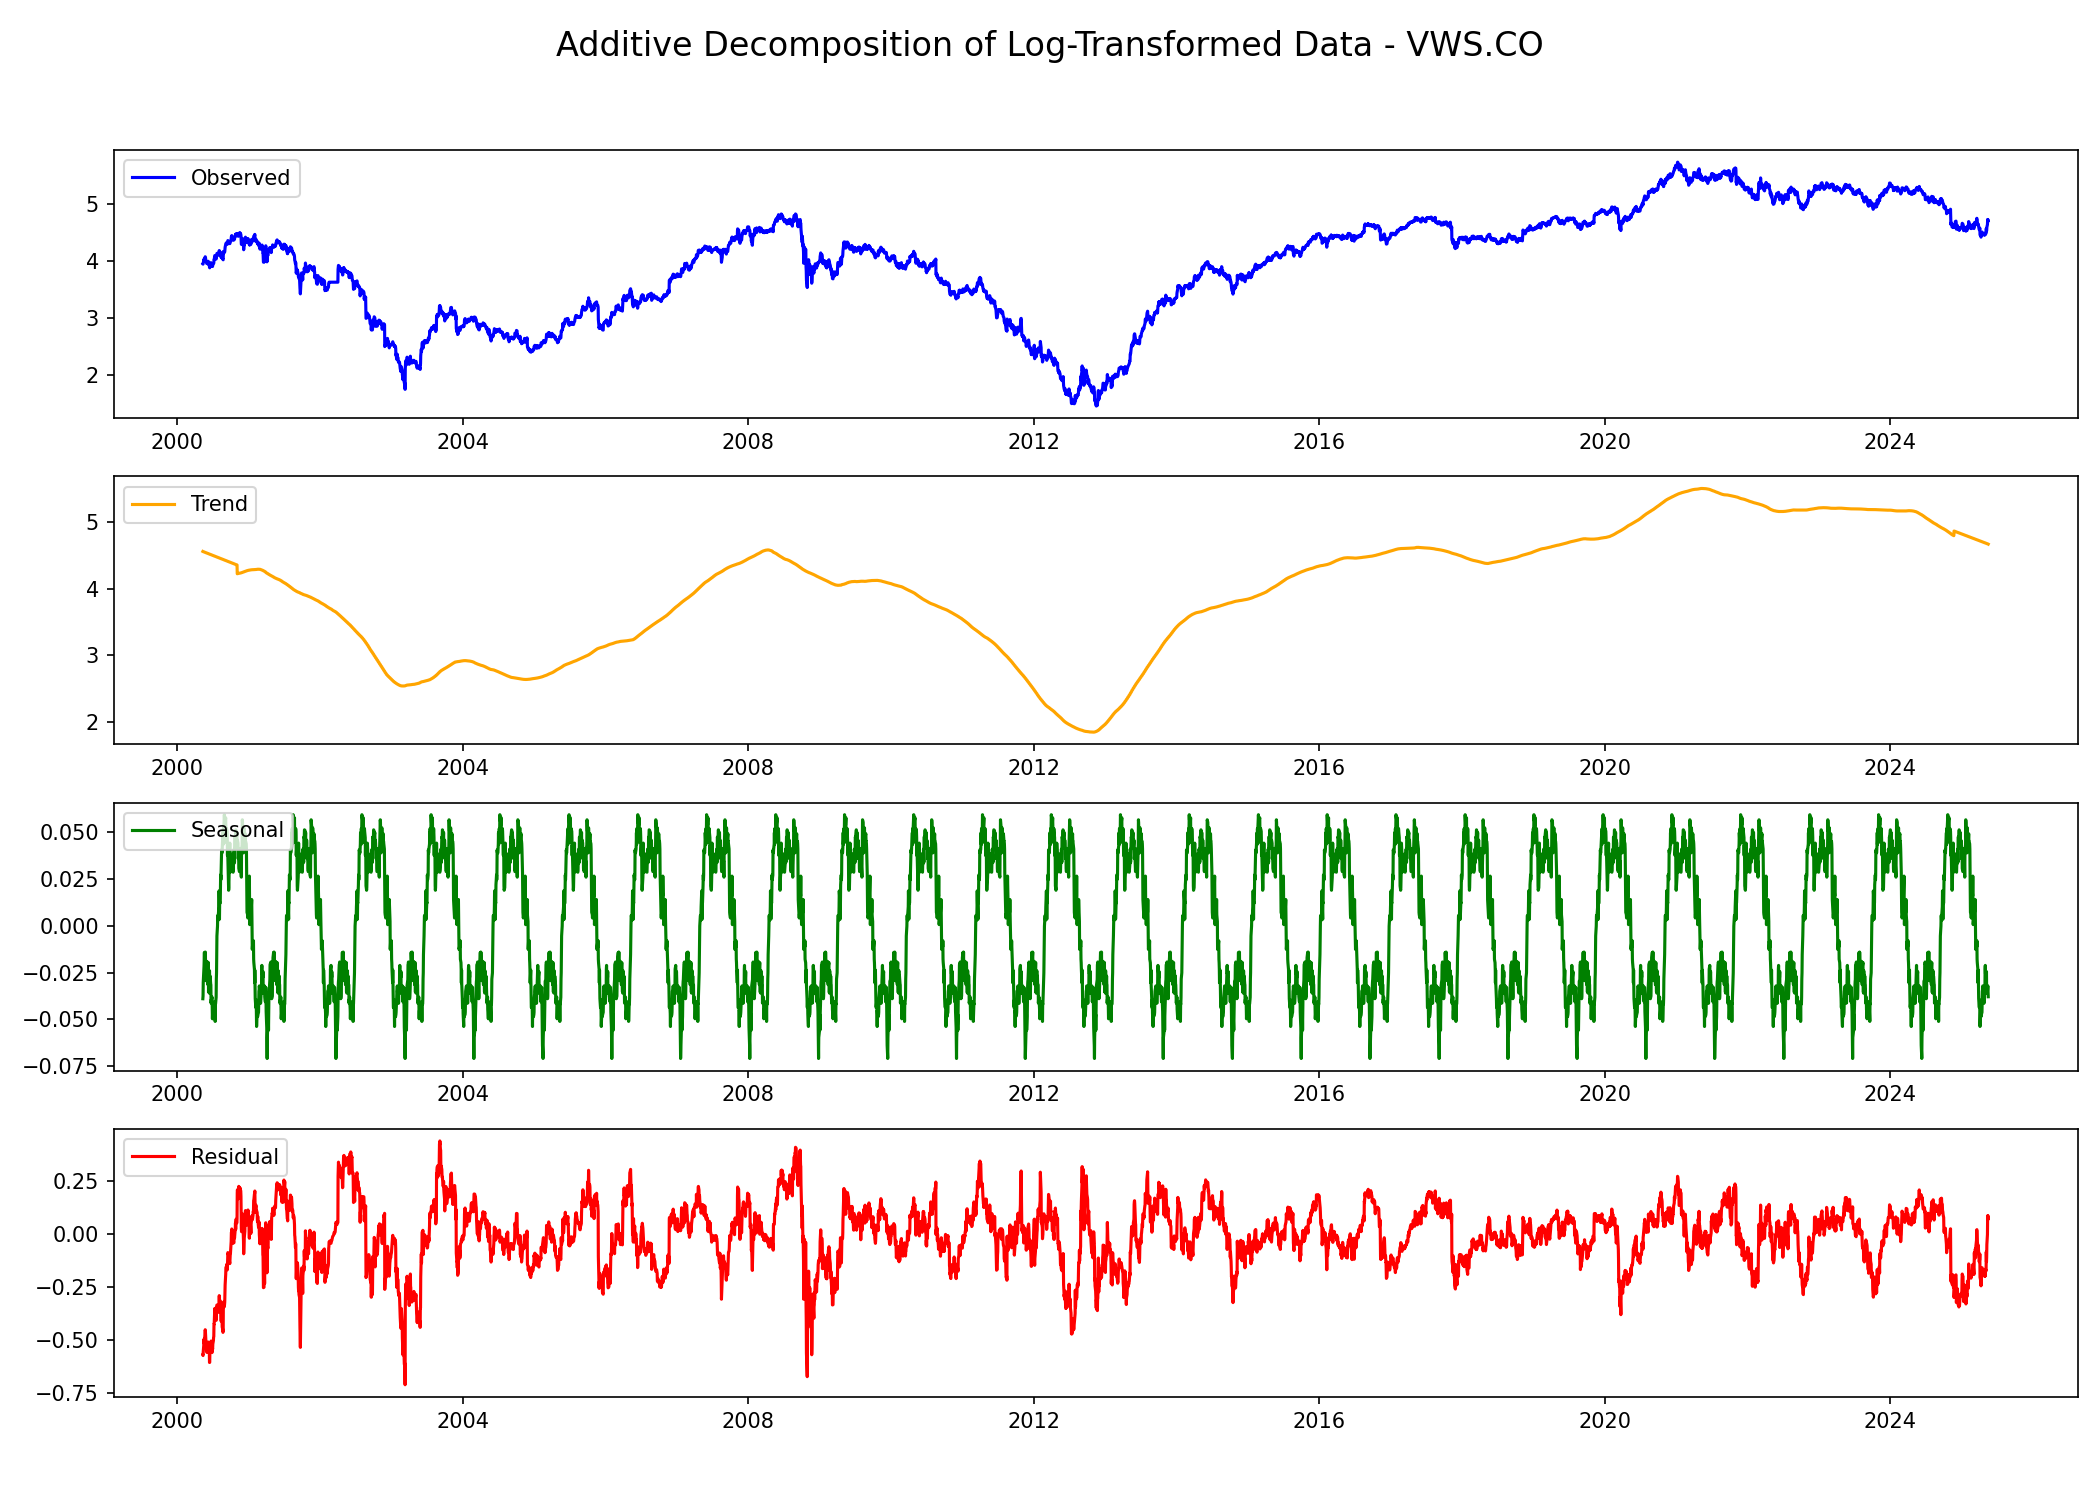 Additive Decomposition of Log-Transformed Data - VWS.CO
Observed
5
4
3
2
2000 2004 2008 2012 2016 2020 2024
Trend
5
4
3
2
2000 2004 2008 2012 2016 2020 2024
Seasonal
0.050
0.025
0.000
−0.025
−0.050
−0.075
2000 2004 2008 2012 2016 2020 2024
Residual
0.25
0.00
−0.25
−0.50
−0.75
2000 2004 2008 2012 2016 2020 2024